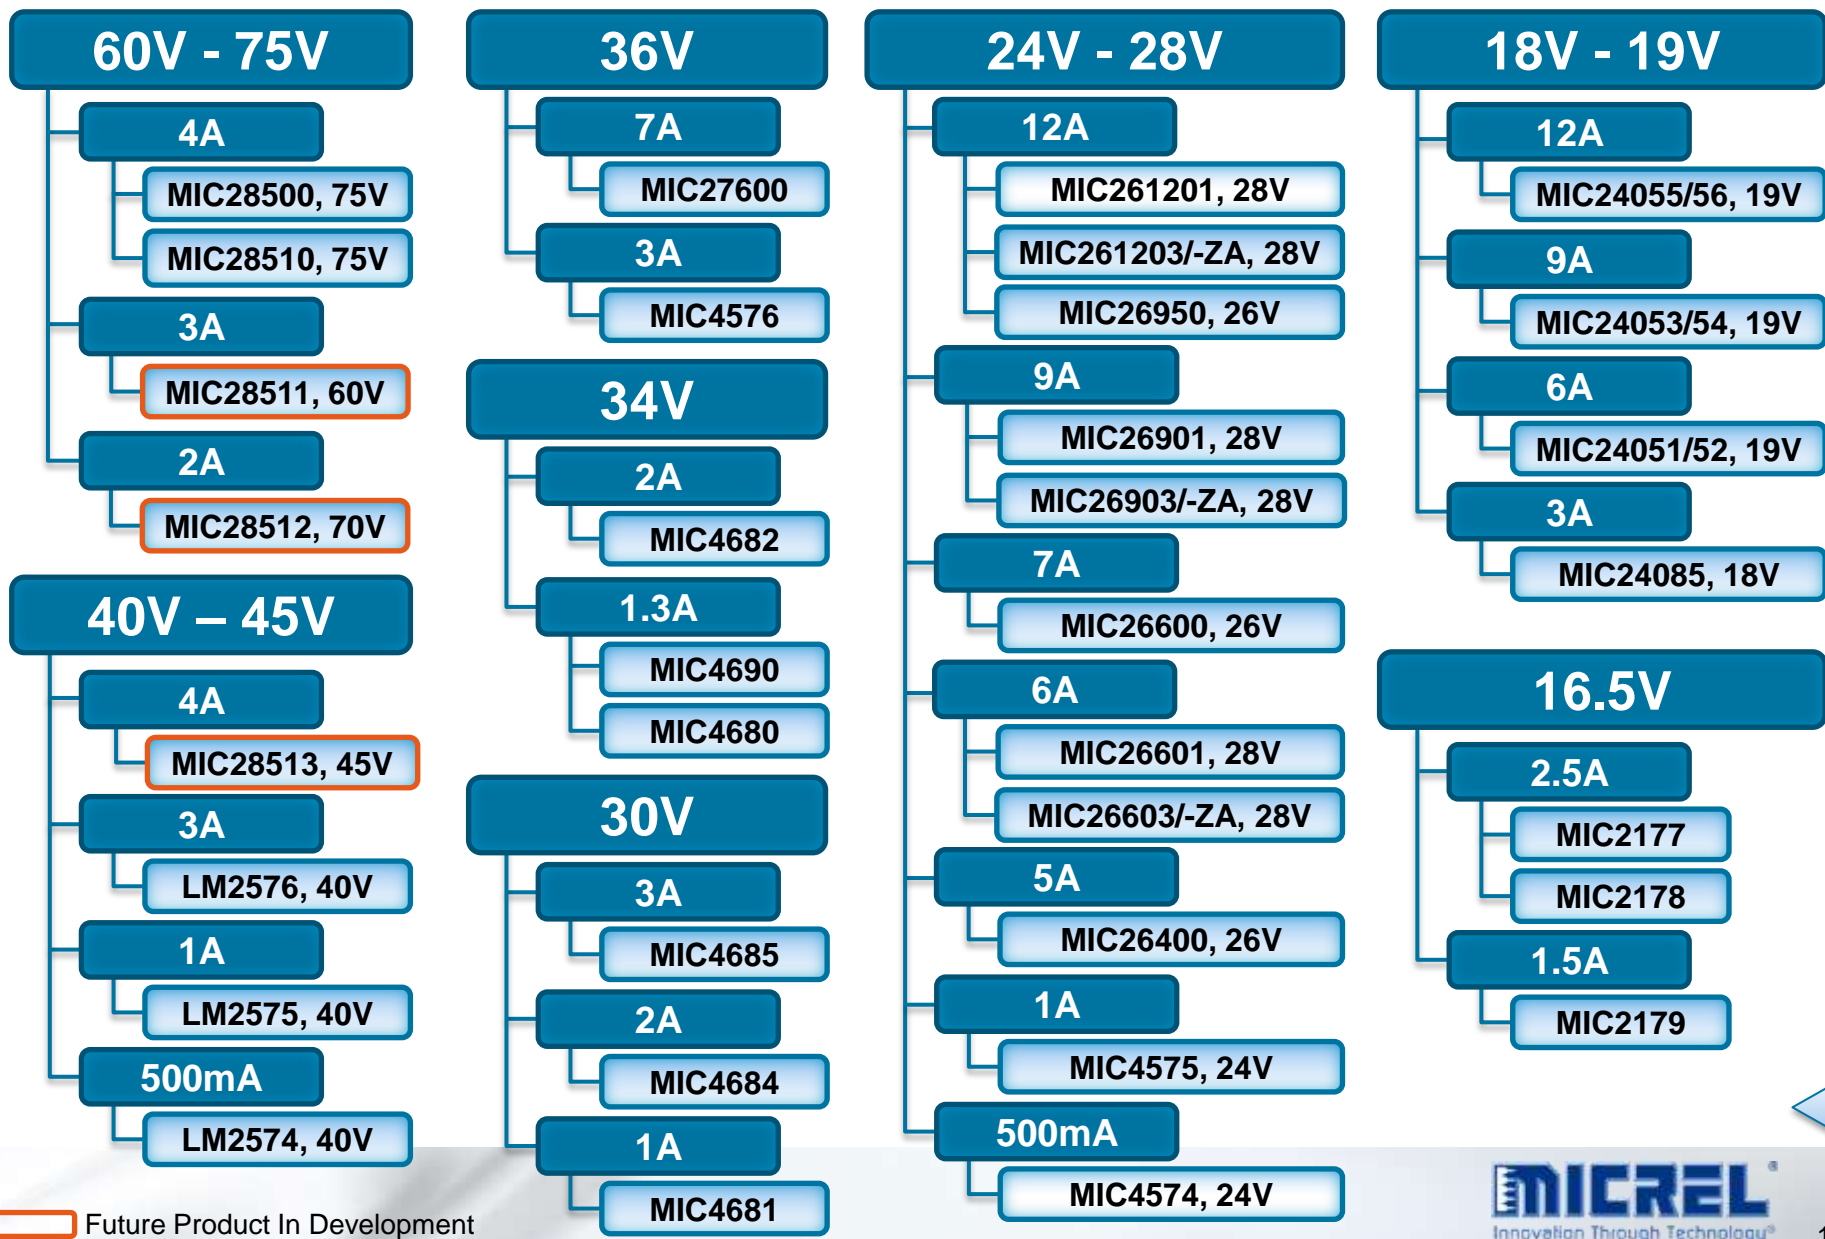 60V - 75V
4A
MIC28500, 75V
MIC28510, 75V
3A
MIC28511, 60V
2A
MIC28512, 70V
40V – 45V
4A
MIC28513, 45V
3A
LM2576, 40V
1A
LM2575, 40V
500mA
LM2574, 40V
36V
7A
MIC27600
3A
MIC4576
34V
2A
MIC4682
1.3A
MIC4690
MIC4680
30V
3A
MIC4685
2A
MIC4684
1A
MIC4681
24V - 28V
12A
MIC261201, 28V
MIC261203/-ZA, 28V
MIC26950, 26V
9A
MIC26901, 28V
MIC26903/-ZA, 28V
7A
MIC26600, 26V
6A
MIC26601, 28V
MIC26603/-ZA, 28V
5A
MIC26400, 26V
1A
MIC4575, 24V
500mA
MIC4574, 24V
18V - 19V
12A
MIC24055/56, 19V
9A
MIC24053/54, 19V
6A
MIC24051/52, 19V
3A
MIC24085, 18V
16.5V
2.5A
MIC2177
MIC2178
1.5A
MIC2179
Future Product In Development
MICREL®
Innovation Through Technology®